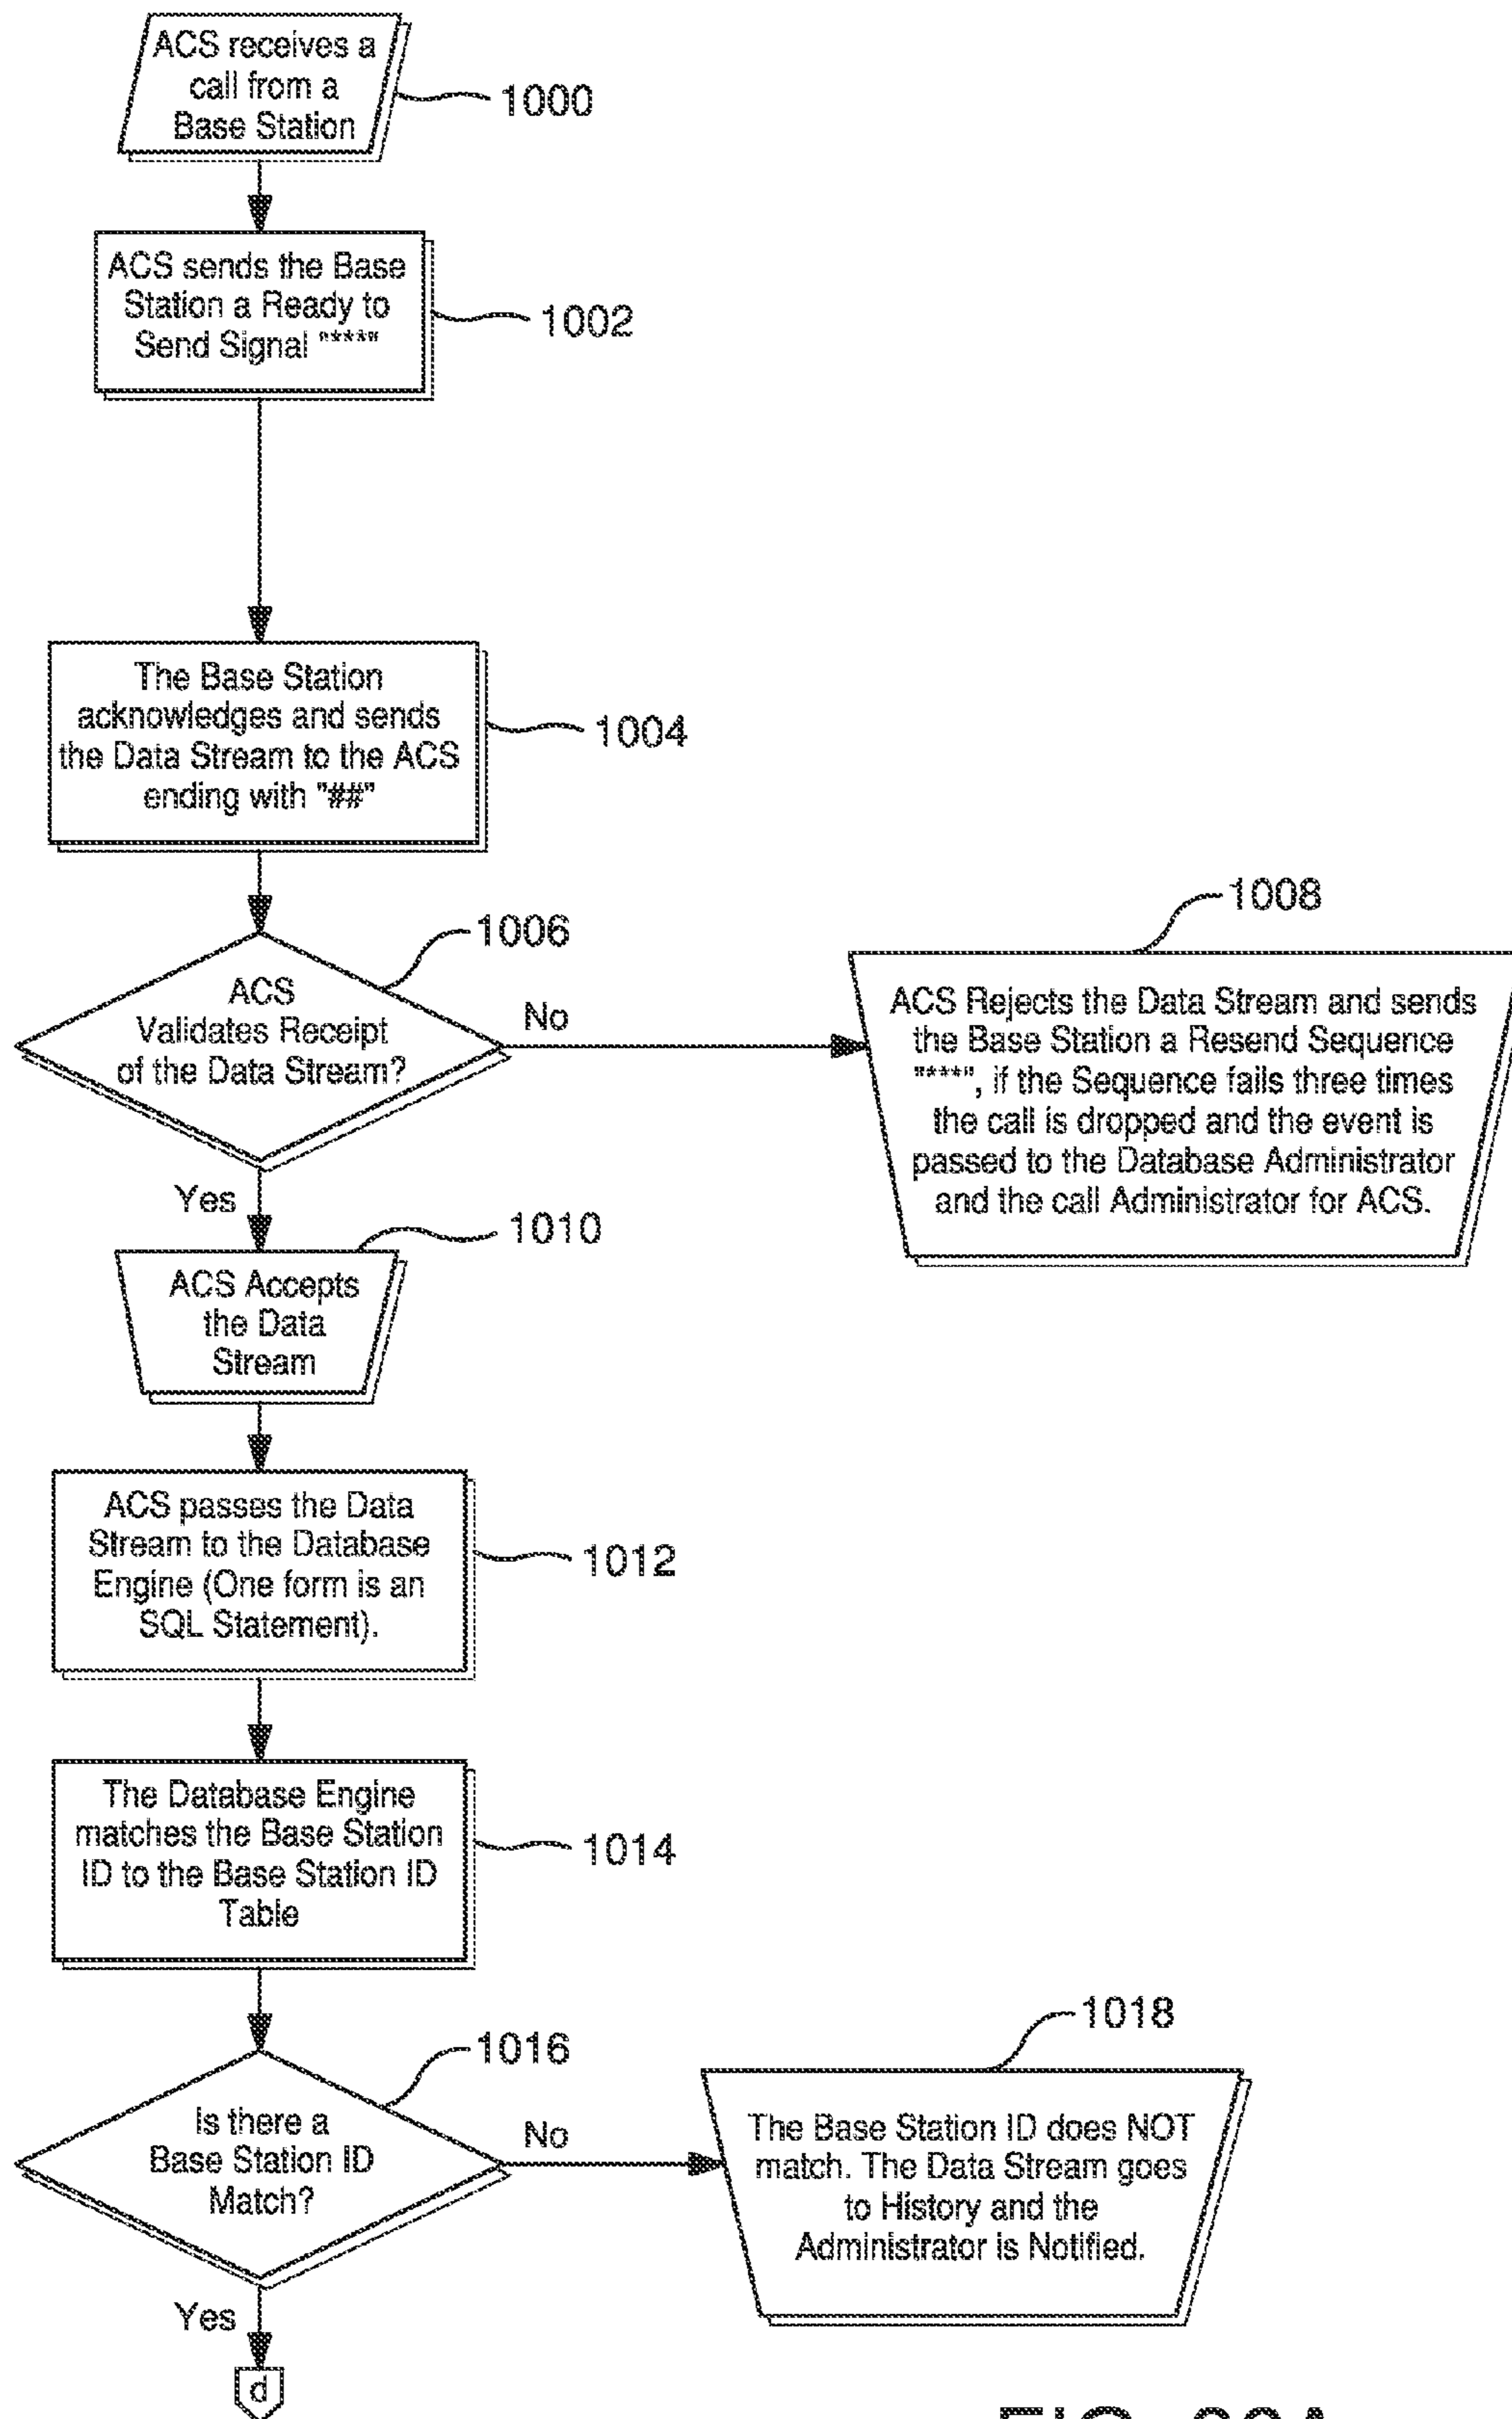 ACS receives a
call from a
Base Station
1000
ACS sends the Base
Station a Ready to
Send Signal "****"
1002
The Base Station
acknowledges and sends
the Data Stream to the ACS
ending with "##"
1004
1006
ACS
Validates Receipt
of the Data Stream?
No
1008
ACS Rejects the Data Stream and sends
the Base Station a Resend Sequence
"***", if the Sequence fails three times
the call is dropped and the event is
passed to the Database Administrator
and the call Administrator for ACS.
Yes
1010
ACS Accepts
the Data
Stream
ACS passes the Data
Stream to the Database
Engine (One form is an
SQL Statement).
1012
The Database Engine
matches the Base Station
ID to the Base Station ID
Table
1014
1016
Is there a
Base Station ID
Match?
No
1018
The Base Station ID does NOT
match. The Data Stream goes
to History and the
Administrator is Notified.
Yes
d